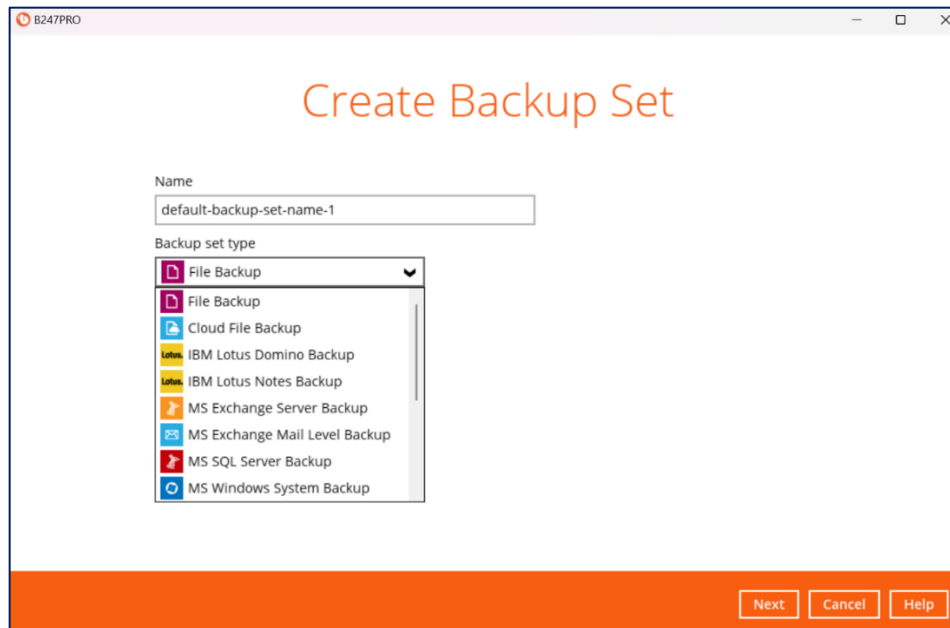 B247PRO
Create Backup Set
Name
default-backup-set-name-1
Backup set type
File Backup
File Backup
Cloud File Backup
Lotus. IBM Lotus Domino Backup
Lotus. IBM Lotus Notes Backup
MS Exchange Server Backup
MS Exchange Mail Level Backup
MS SQL Server Backup
MS Windows System Backup
Next Cancel Help